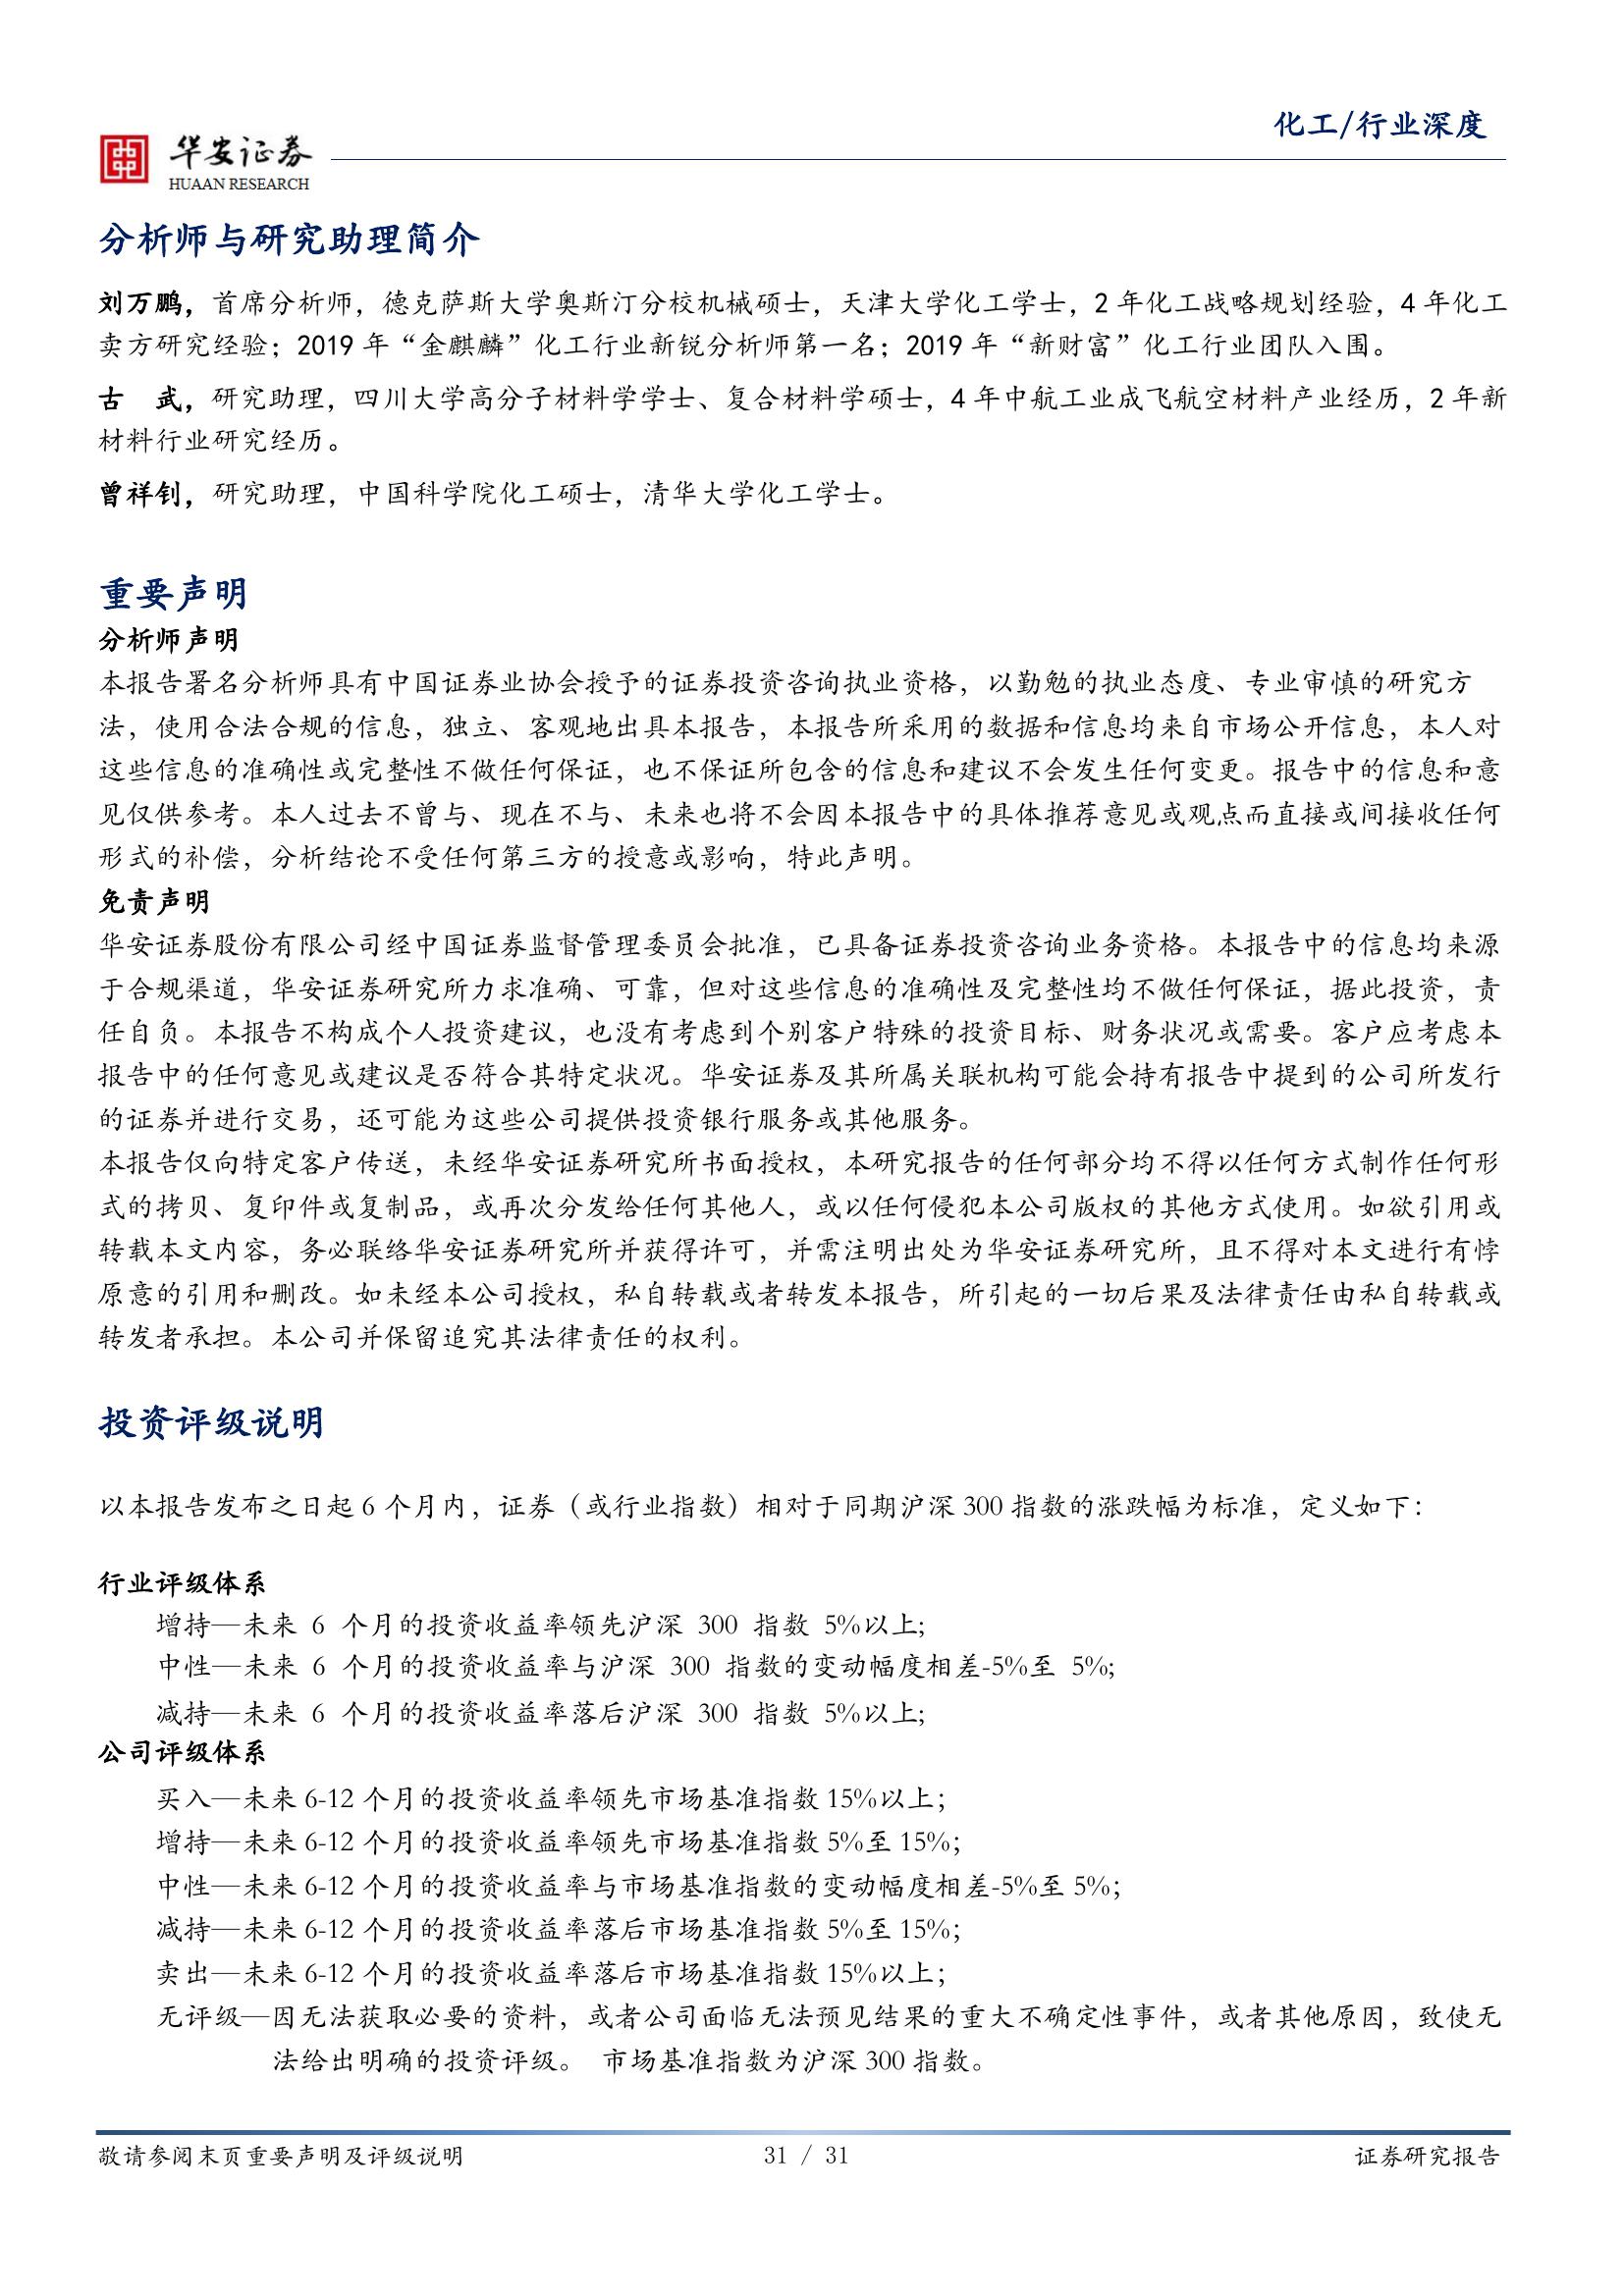 化工/行业深度
华安证券
HUAAN RESEARCH
分析师与研究助理简介
刘万鹏，首席分析师，德克萨斯大学奥斯汀分校机械硕士，天津大学化工学士，2 年化工战略规划经验，4 年化工
卖方研究经验；2019 年“金麒麟”化工行业新锐分析师第一名；2019 年“新财富”化工行业团队入围。
古　武，研究助理，四川大学高分子材料学学士、复合材料学硕士，4 年中航工业成飞航空材料产业经历，2 年新
材料行业研究经历。
曾祥钊，研究助理，中国科学院化工硕士，清华大学化工学士。
重要声明
分析师声明
本报告署名分析师具有中国证券业协会授予的证券投资咨询执业资格，以勤勉的执业态度、专业审慎的研究方
法，使用合法合规的信息，独立、客观地出具本报告，本报告所采用的数据和信息均来自市场公开信息，本人对
这些信息的准确性或完整性不做任何保证，也不保证所包含的信息和建议不会发生任何变更。报告中的信息和意
见仅供参考。本人过去不曾与、现在不与、未来也将不会因本报告中的具体推荐意见或观点而直接或间接收任何
形式的补偿，分析结论不受任何第三方的授意或影响，特此声明。
免责声明
华安证券股份有限公司经中国证券监督管理委员会批准，已具备证券投资咨询业务资格。本报告中的信息均来源
于合规渠道，华安证券研究所力求准确、可靠，但对这些信息的准确性及完整性均不做任何保证，据此投资，责
任自负。本报告不构成个人投资建议，也没有考虑到个别客户特殊的投资目标、财务状况或需要。客户应考虑本
报告中的任何意见或建议是否符合其特定状况。华安证券及其所属关联机构可能会持有报告中提到的公司所发行
的证券并进行交易，还可能为这些公司提供投资银行服务或其他服务。
本报告仅向特定客户传送，未经华安证券研究所书面授权，本研究报告的任何部分均不得以任何方式制作任何形
式的拷贝、复印件或复制品，或再次分发给任何其他人，或以任何侵犯本公司版权的其他方式使用。如欲引用或
转载本文内容，务必联络华安证券研究所并获得许可，并需注明出处为华安证券研究所，且不得对本文进行有悖
原意的引用和删改。如未经本公司授权，私自转载或者转发本报告，所引起的一切后果及法律责任由私自转载或
转发者承担。本公司并保留追究其法律责任的权利。
投资评级说明
以本报告发布之日起 6 个月内，证券（或行业指数）相对于同期沪深 300 指数的涨跌幅为标准，定义如下：
行业评级体系
增持—未来 6 个月的投资收益率领先沪深 300 指数 5%以上;
中性—未来 6 个月的投资收益率与沪深 300 指数的变动幅度相差-5%至 5%;
减持—未来 6 个月的投资收益率落后沪深 300 指数 5%以上;
公司评级体系
买入—未来 6-12 个月的投资收益率领先市场基准指数 15%以上；
增持—未来 6-12 个月的投资收益率领先市场基准指数 5%至 15%；
中性—未来 6-12 个月的投资收益率与市场基准指数的变动幅度相差-5%至 5%；
减持—未来 6-12 个月的投资收益率落后市场基准指数 5%至 15%；
卖出—未来 6-12 个月的投资收益率落后市场基准指数 15%以上；
无评级—因无法获取必要的资料，或者公司面临无法预见结果的重大不确定性事件，或者其他原因，致使无
法给出明确的投资评级。 市场基准指数为沪深 300 指数。
敬请参阅末页重要声明及评级说明
31 / 31
证券研究报告